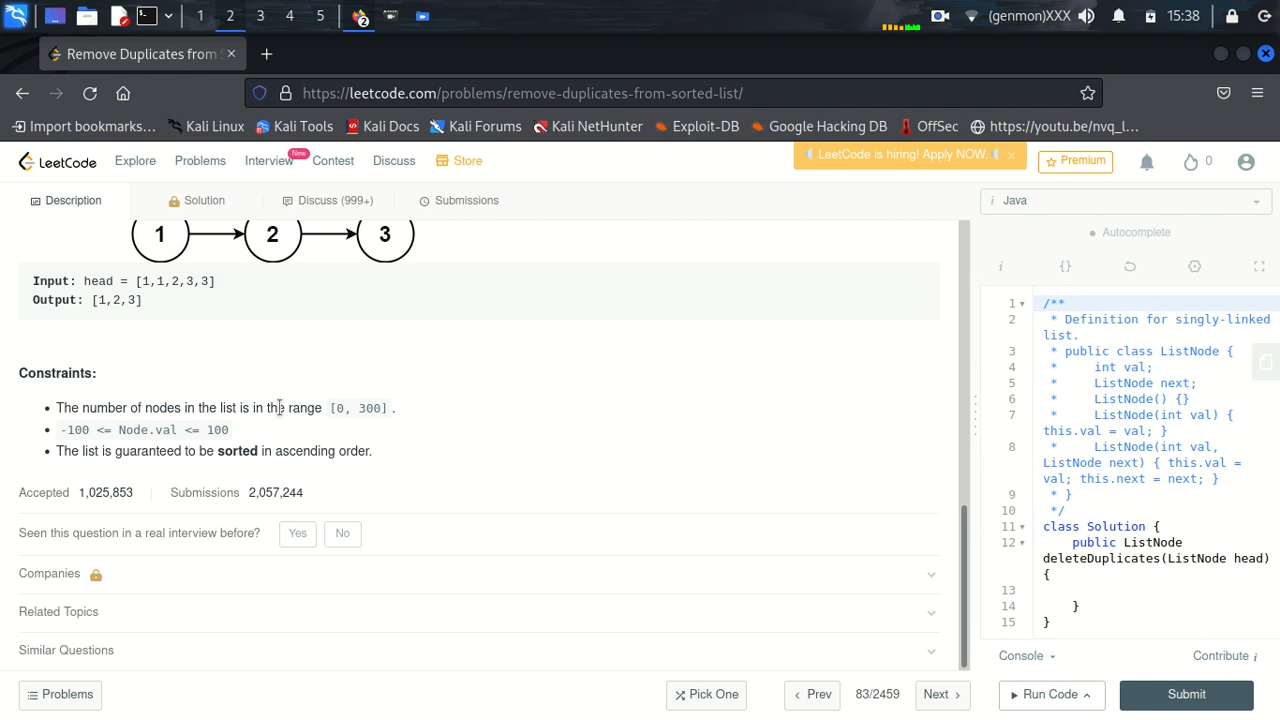 1 2 3 4 5 2 (genmon)XXX 15:38
Remove Duplicates from S × +
https://leetcode.com/problems/remove-duplicates-from-sorted-list/
Import bookmarks... Kali Linux Kali Tools Kali Docs Kali Forums Kali NetHunter Exploit-DB Google Hacking DB OffSec https://youtu.be/nvq_l...
LeetCode Explore Problems Interview New Contest Discuss Store LeetCode is hiring! Apply NOW. × Premium 0
Description Solution Discuss (999+) Submissions
i Java
Autocomplete
i {}
1 2 3
Input: head = [1,1,2,3,3]
Output: [1,2,3]
Constraints:
• The number of nodes in the list is in the range [0, 300].
• -100 <= Node.val <= 100
• The list is guaranteed to be sorted in ascending order.
Accepted 1,025,853 Submissions 2,057,244
Seen this question in a real interview before? Yes No
Companies
Related Topics
Similar Questions
Problems Pick One Prev 83/2459 Next
1 /**
2 * Definition for singly-linked
list.
3 * public class ListNode {
4 * int val;
5 * ListNode next;
6 * ListNode() {}
7 * ListNode(int val) {
this.val = val; }
8 * ListNode(int val,
ListNode next) { this.val =
val; this.next = next; }
9 * }
10 */
11 class Solution {
12 public ListNode
deleteDuplicates(ListNode head)
{
13
14 }
15 }
Console Contribute i
Run Code Submit